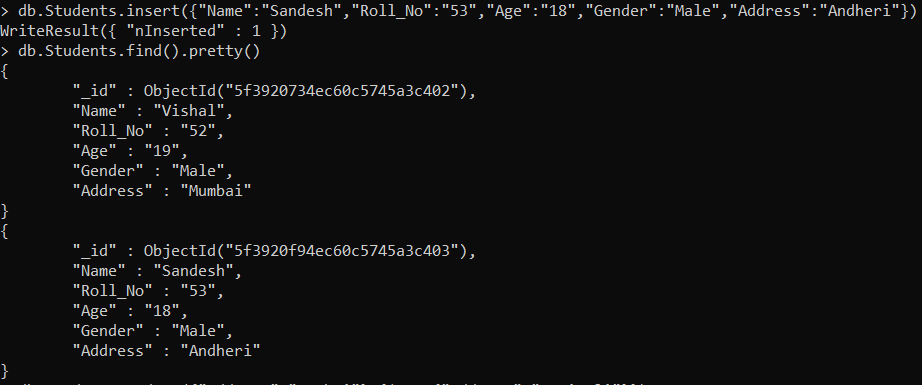 > db.Students.insert({"Name":"Sandesh","Roll_No":"53","Age":"18","Gender":"Male","Address":"Andheri"})
WriteResult({ "nInserted" : 1 })
> db.Students.find().pretty()
{
        "_id" : ObjectId("5f3920734ec60c5745a3c402"),
        "Name" : "Vishal",
        "Roll_No" : "52",
        "Age" : "19",
        "Gender" : "Male",
        "Address" : "Mumbai"
}
{
        "_id" : ObjectId("5f3920f94ec60c5745a3c403"),
        "Name" : "Sandesh",
        "Roll_No" : "53",
        "Age" : "18",
        "Gender" : "Male",
        "Address" : "Andheri"
}